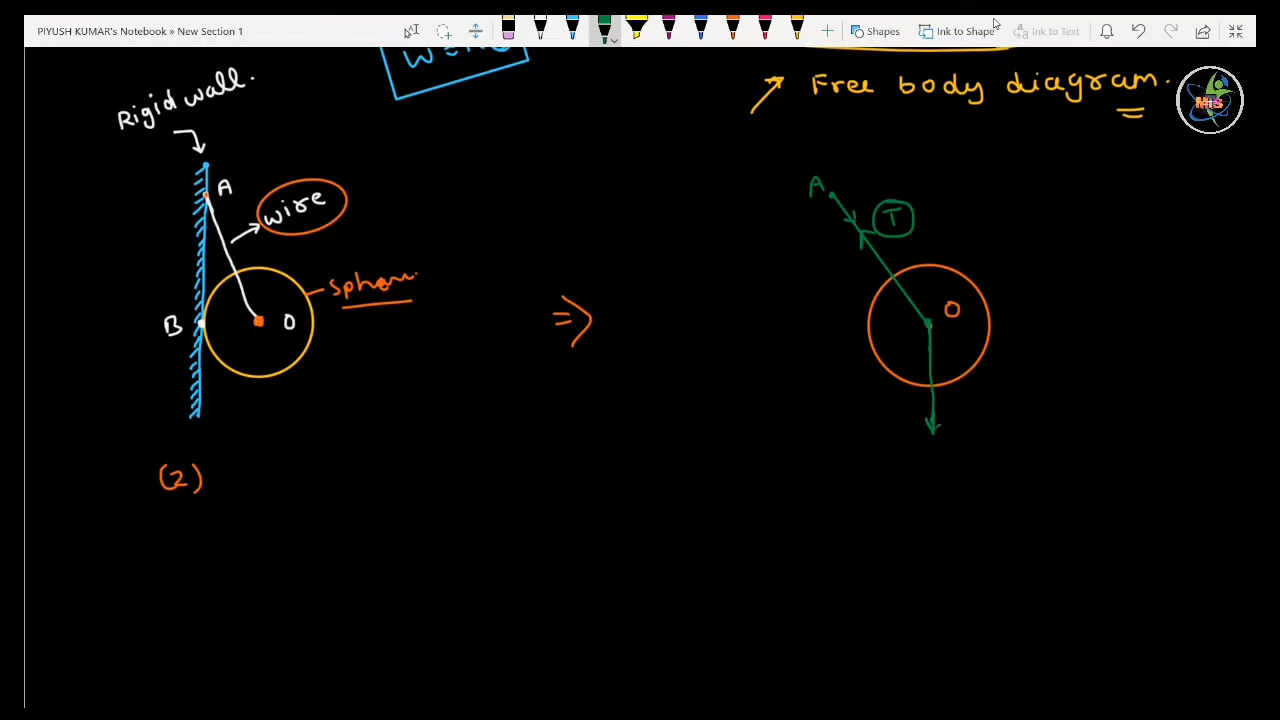 PIYUSH KUMAR's Notebook » New Section 1
Shapes
Ink to Shape
Ink to Text
Free body diagram.
MiS
Rigid wall.
A
wire
B
O
(2)
⇒
A
T
O